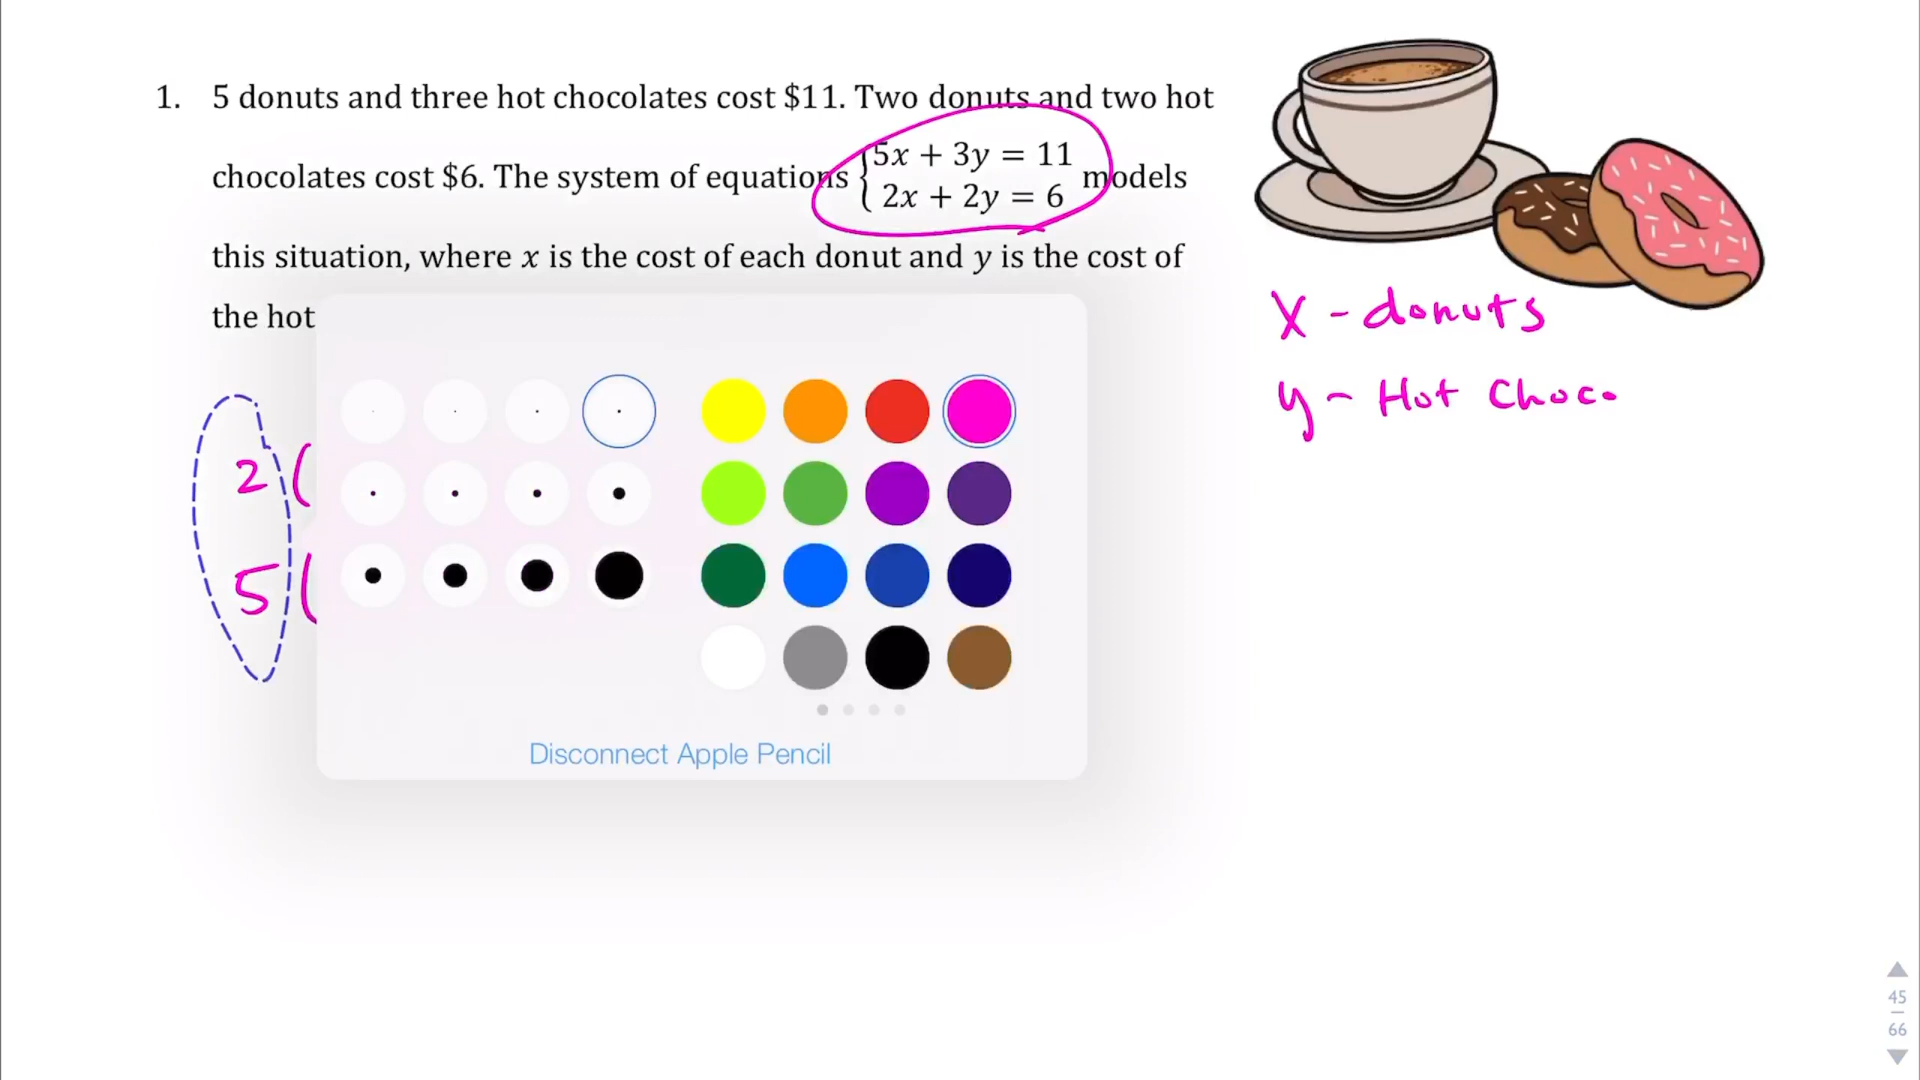 1. 5 donuts and three hot chocolates cost $11. Two donuts and two hot
5x + 3y = 11
chocolates cost $6. The system of equations { models
2x + 2y = 6
this situation, where x is the cost of each donut and y is the cost of
the hot
X - donuts
y - Hot Choco
2 (
5 (
Disconnect Apple Pencil
45
66